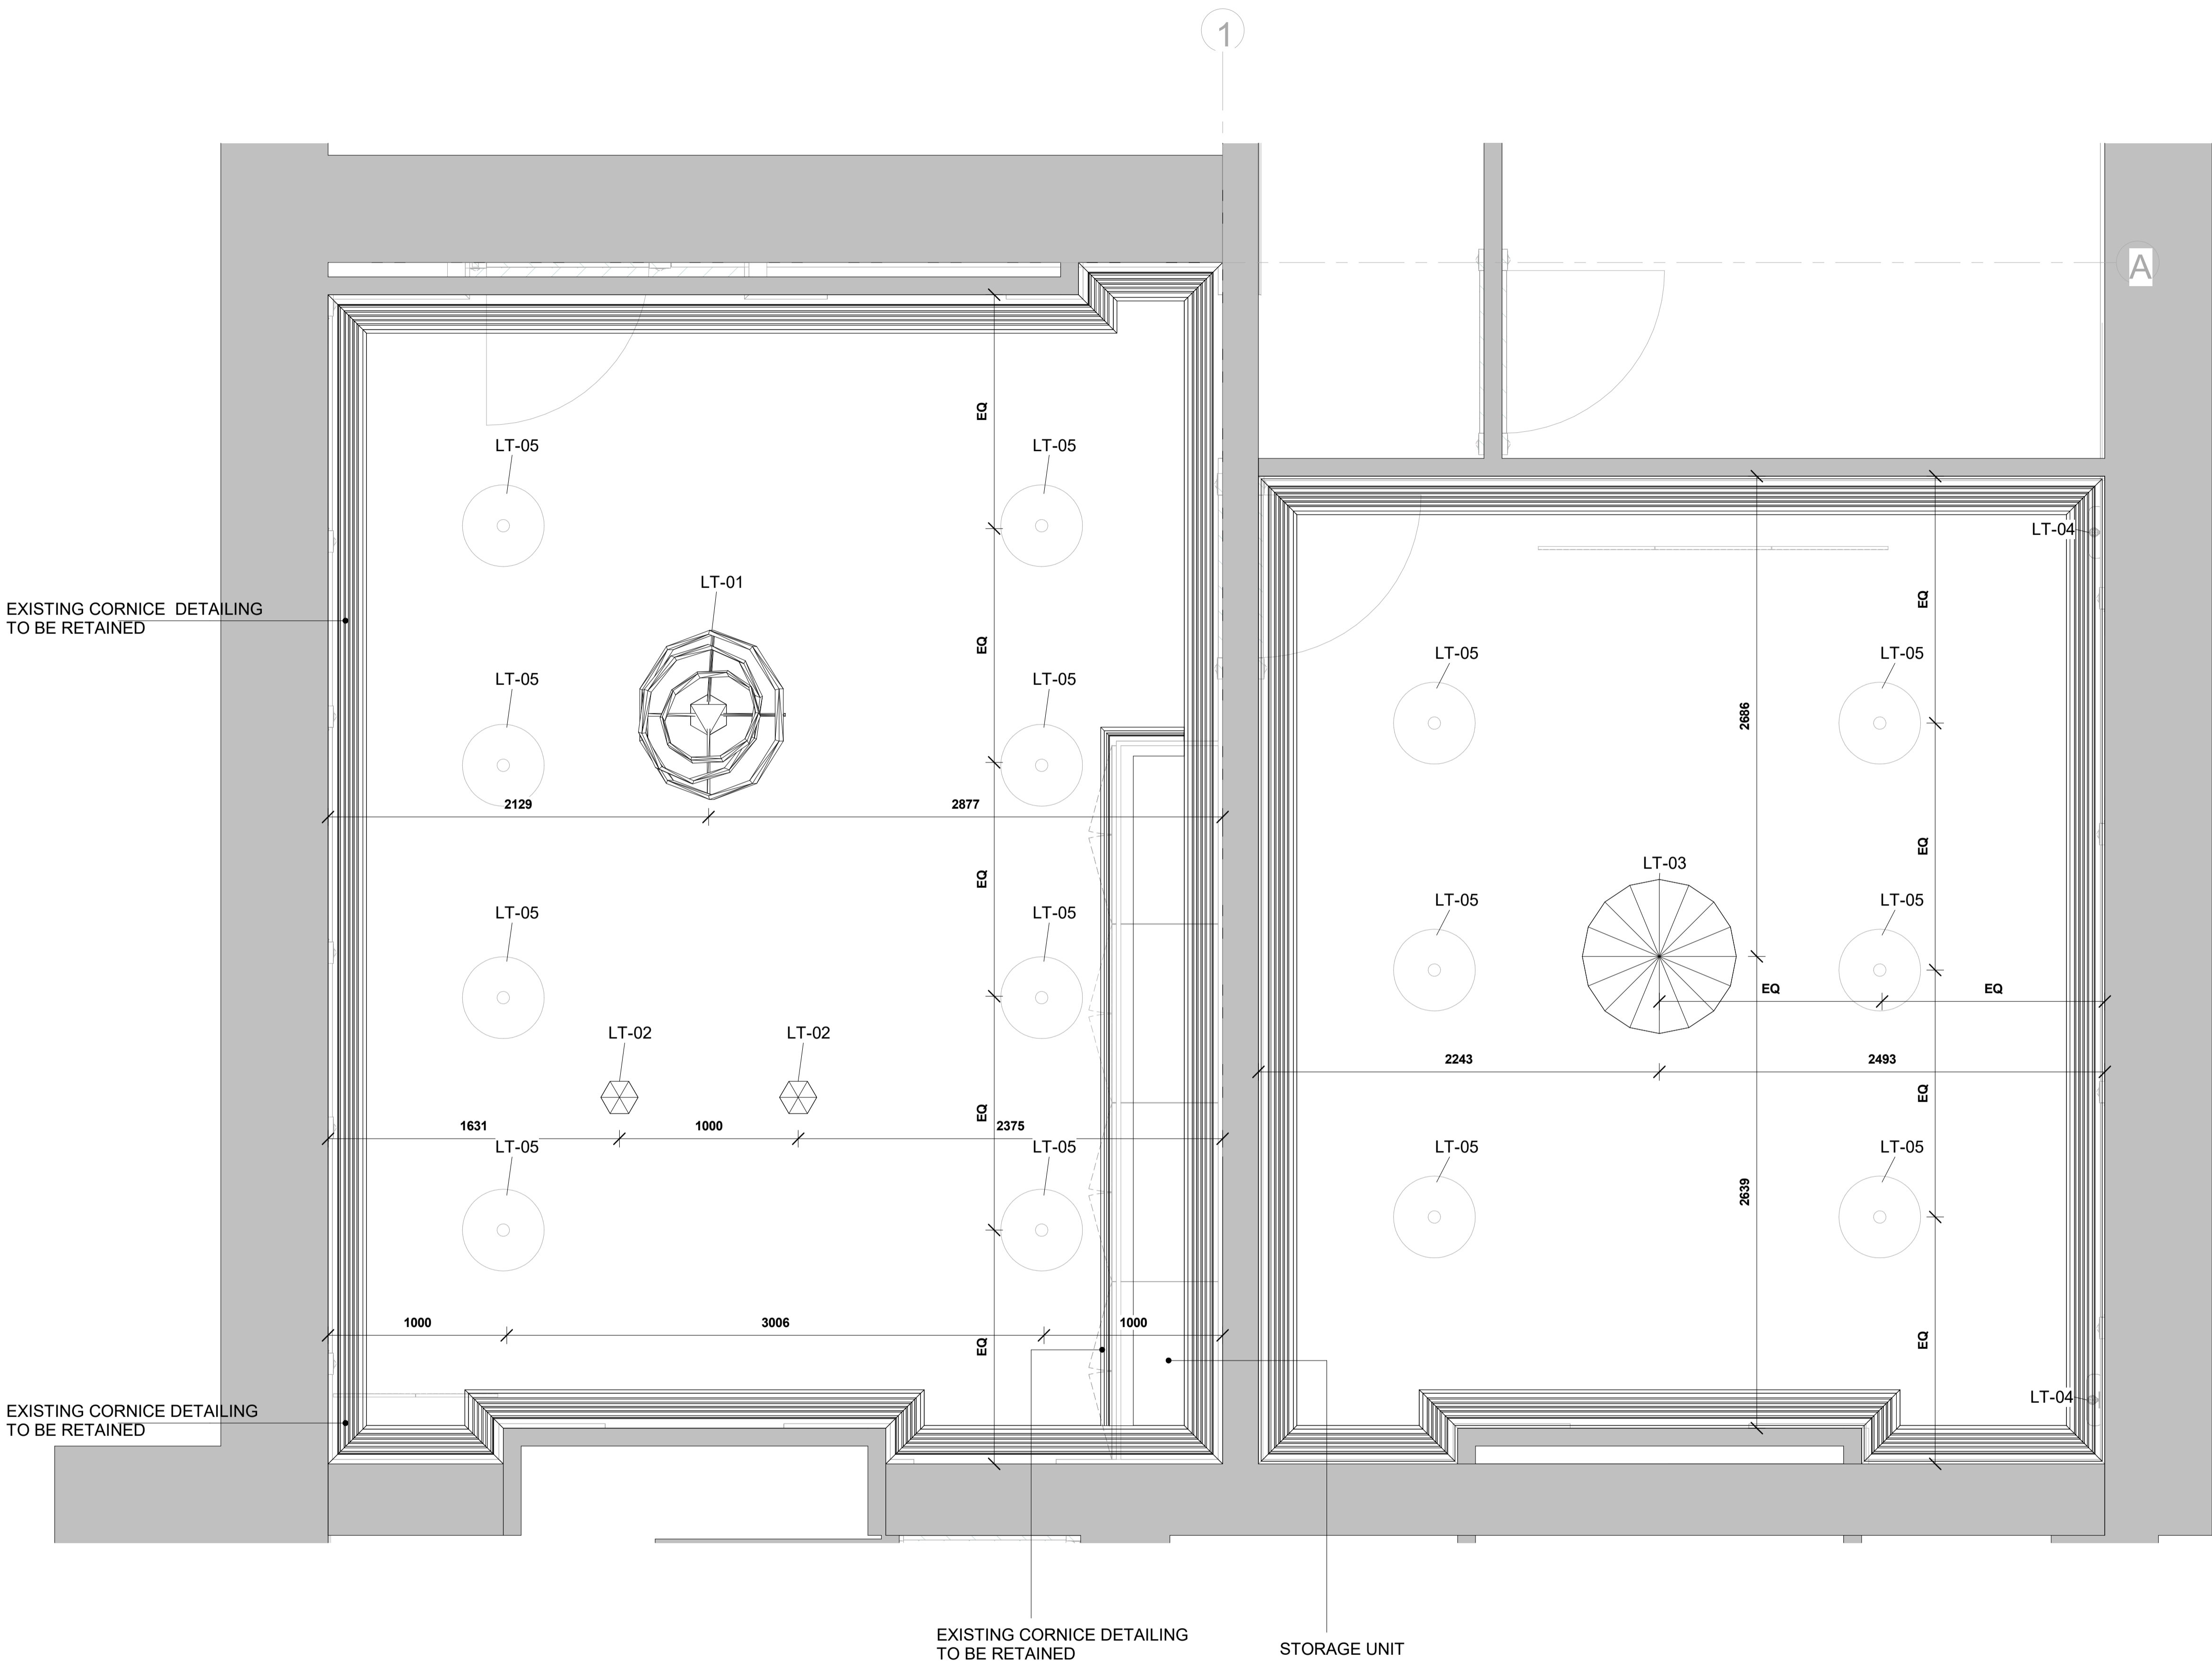 1
A
EQ
LT-05
LT-05
LT-04
LT-01
EQ
EXISTING CORNICE  DETAILING
TO BE RETAINED
EQ
LT-05
LT-05
LT-05
LT-05
2686
2129
2877
EQ
LT-03
EQ
LT-05
LT-05
LT-05
LT-05
EQ
EQ
LT-02
LT-02
2243
2493
EQ
EQ
1631
1000
2375
LT-05
LT-05
LT-05
LT-05
2639
1000
3006
1000
EQ
EQ
LT-04
EXISTING CORNICE DETAILING
TO BE RETAINED
EXISTING CORNICE DETAILING
TO BE RETAINED
STORAGE UNIT